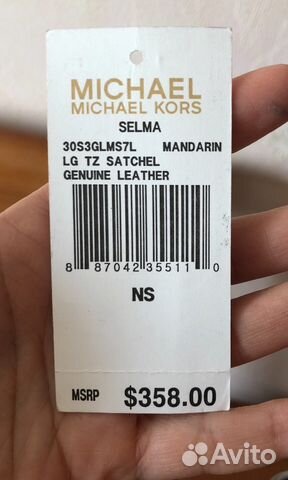 MICHAEL
MICHAEL KORS
SELMA
30S3GLMS7L MANDARIN
LG TZ SATCHEL
GENUINE LEATHER
8 87042 35511 0
NS
MSRP $358.00
Avito